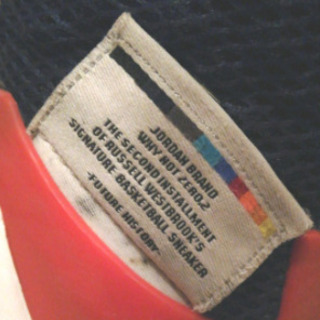 JORDAN BRAND
WHY NOT ZER0.2
THE SECOND INSTALLMENT
OF RUSSELL WESTBROOK'S
SIGNATURE BASKETBALL SNEAKER
-FUTURE HISTORY-